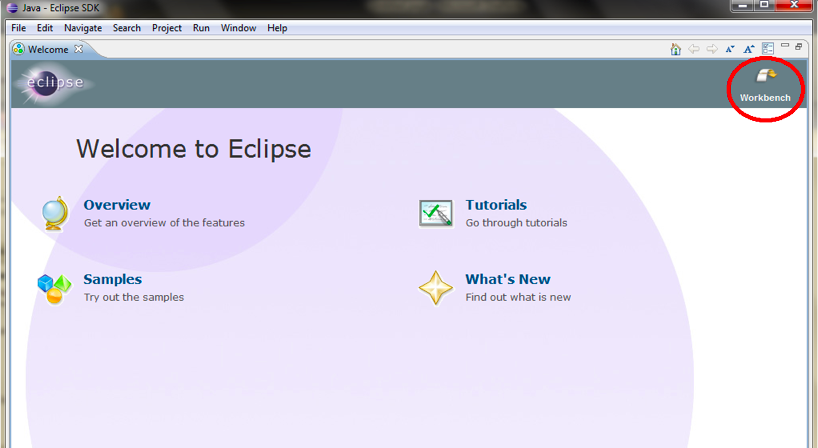 Java - Eclipse SDK
File Edit Navigate Search Project Run Window Help
Welcome
eclipse
Workbench
Welcome to Eclipse
Overview
Get an overview of the features
Tutorials
Go through tutorials
Samples
Try out the samples
What's New
Find out what is new